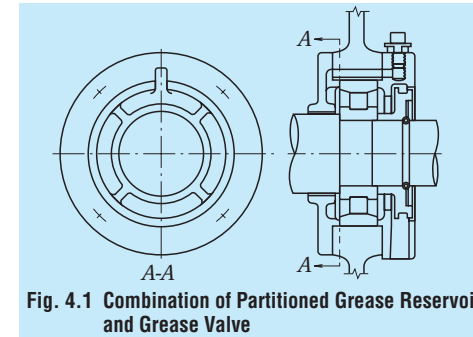 A
A
A-A
Fig. 4.1 Combination of Partitioned Grease Reservoi
and Grease Valve